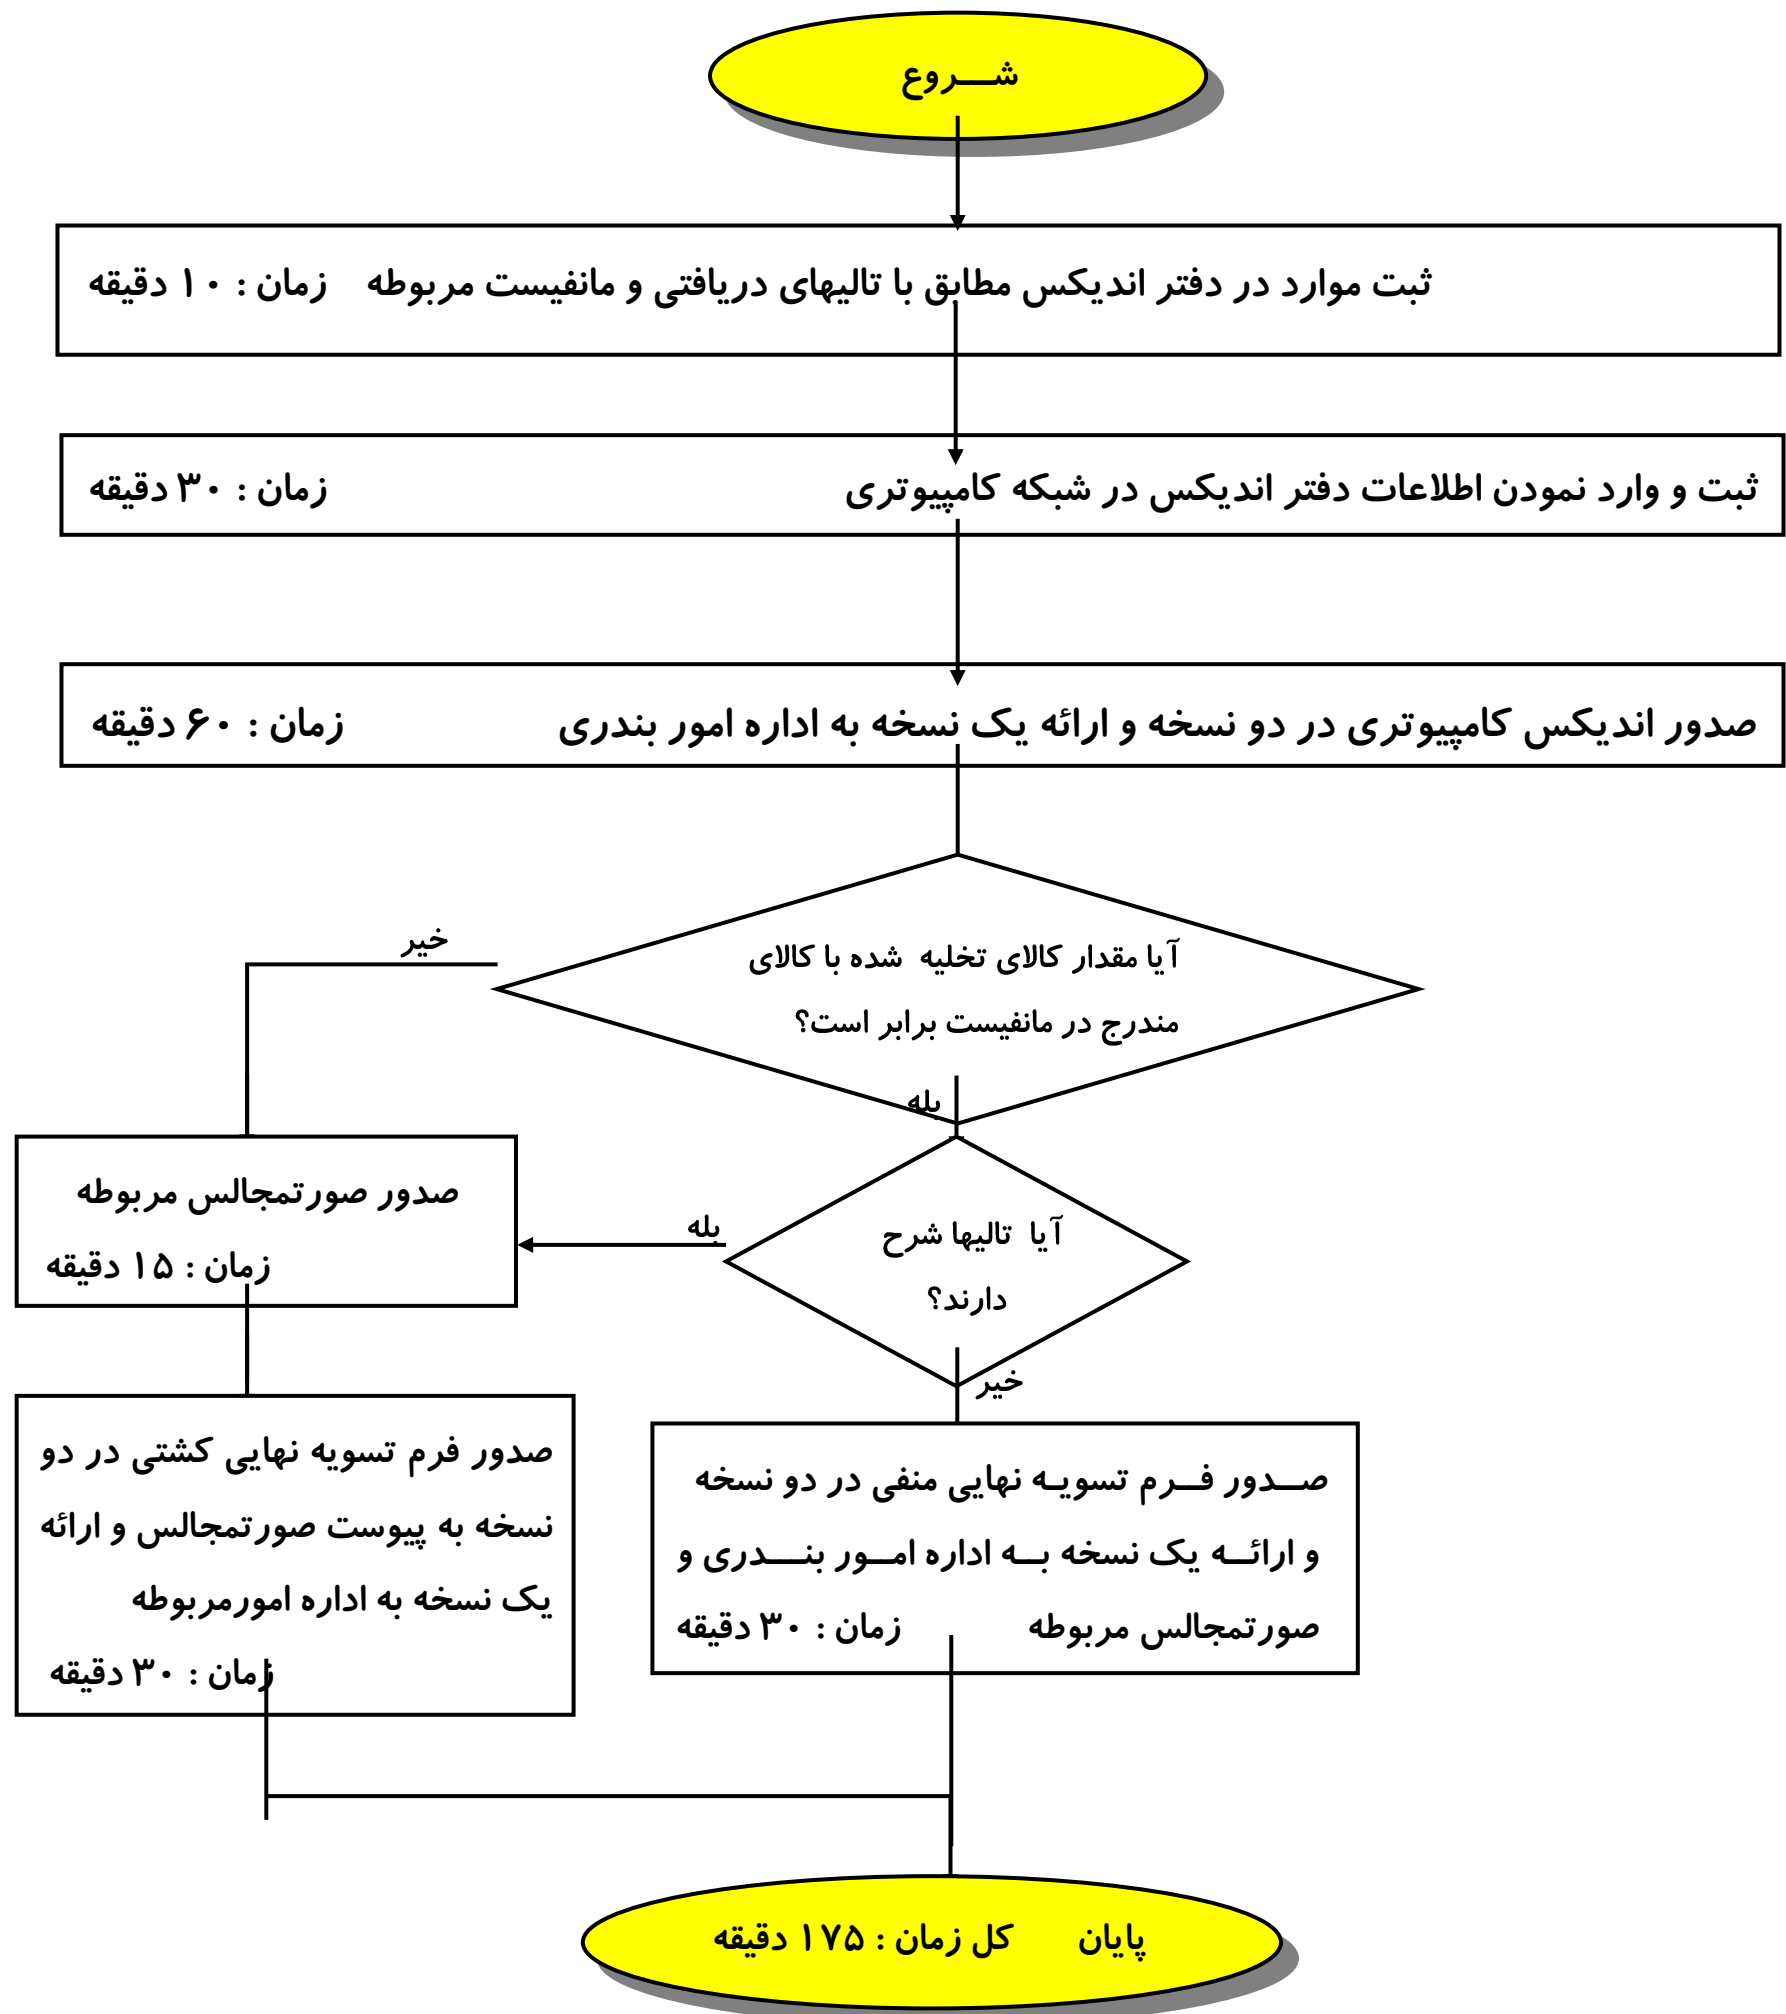 شـــروع
ثبت موارد در دفتر اندیکس مطابق با تالیهای دریافتی و مانفیست مربوطه زمان : ۱۰ دقیقه
ثبت و وارد نمودن اطلاعات دفتر اندیکس در شبکه کامپیوتری زمان : ۳۰ دقیقه
صدور اندیکس کامپیوتری در دو نسخه و ارائه یک نسخه به اداره امور بندری زمان : ۶۰ دقیقه
آیا مقدار کالای تخلیه شده با کالای
مندرج در مانفیست برابر است؟
خیر
بله
آیا تالیها شرح
دارند؟
بله
خیر
صدور صورتمجالس مربوطه
زمان : ۱۵ دقیقه
صــدور فــرم تسویـه نهایی منفی در دو نسخه
و ارائــه یک نسخه بــه اداره امــور بنـــدری و
صورتمجالس مربوطه زمان : ۳۰ دقیقه
صدور فرم تسویه نهایی کشتی در دو
نسخه به پیوست صورتمجالس و ارائه
یک نسخه به اداره امورمربوطه
زمان : ۳۰ دقیقه
پایان کل زمان : ۱۷۵ دقیقه